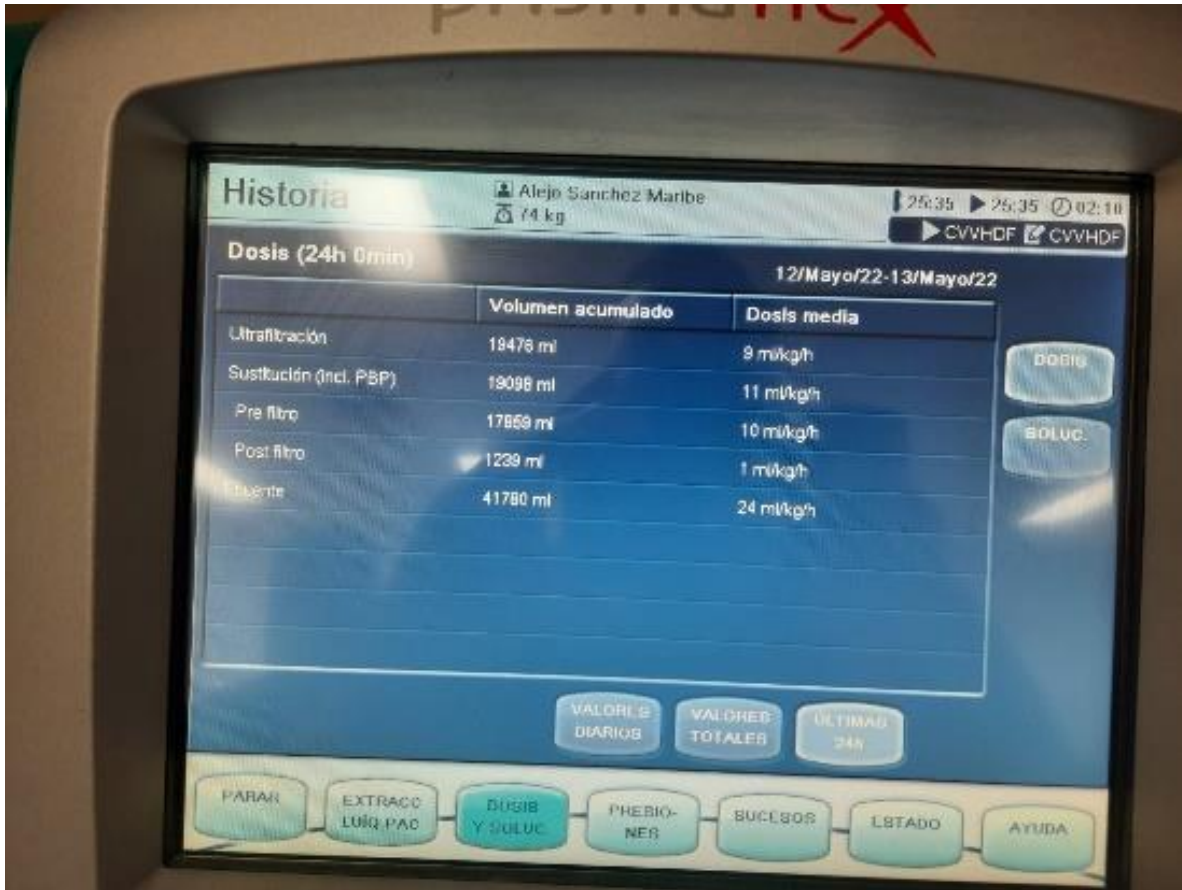 prismaflex
Historia
Alejo Sanchez Maribe
74 kg
25:35 25:35 02:10
CVVHDF CVVHDF
Dosis (24h 0min)
12/Mayo/22-13/Mayo/22
Volumen acumulado Dosis media
Ultrafiltración 19476 ml 9 ml/kg/h
Sustitución (incl. PBP) 19098 ml 11 ml/kg/h
Pre filtro 17859 ml 10 ml/kg/h
Post filtro 1239 ml 1 ml/kg/h
Efluente 41780 ml 24 ml/kg/h
DOSIS
SOLUC.
VALORES DIARIOS
VALORES TOTALES
ÚLTIMAS 24h
PARAR
EXTRACC LUIQ.PAC
DOSIS Y SOLUC.
PRESIO-NES
SUCESOS
ESTADO
AYUDA